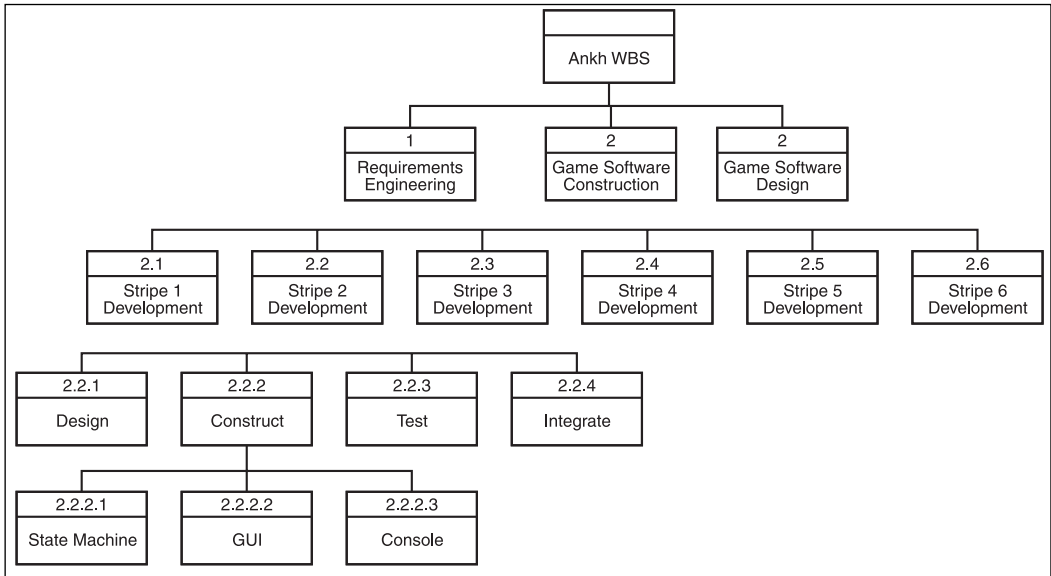 Ankh WBS
1
Requirements
Engineering
2
Game Software
Construction
2
Game Software
Design
2.1
Stripe 1
Development
2.2
Stripe 2
Development
2.3
Stripe 3
Development
2.4
Stripe 4
Development
2.5
Stripe 5
Development
2.6
Stripe 6
Development
2.2.1
Design
2.2.2
Construct
2.2.3
Test
2.2.4
Integrate
2.2.2.1
State Machine
2.2.2.2
GUI
2.2.2.3
Console